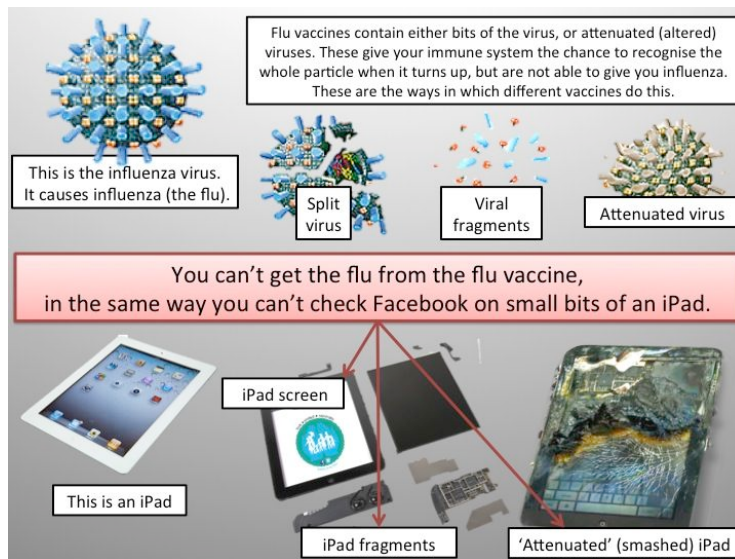 Flu vaccines contain either bits of the virus, or attenuated (altered)
viruses. These give your immune system the chance to recognise the
whole particle when it turns up, but are not able to give you influenza.
These are the ways in which different vaccines do this.
This is the influenza virus.
It causes influenza (the flu).
Split
virus
Viral
fragments
Attenuated virus
You can’t get the flu from the flu vaccine,
in the same way you can’t check Facebook on small bits of an iPad.
iPad screen
This is an iPad
iPad fragments
‘Attenuated’ (smashed) iPad